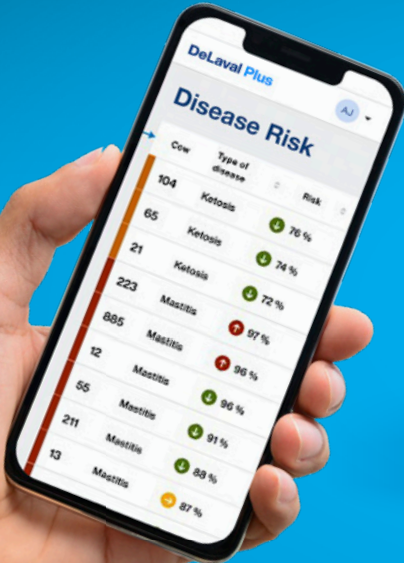 DeLaval Plus
AJ
Disease Risk
Cow Type of disease Risk
104 Ketosis 76 %
65 Ketosis 74 %
21 Ketosis 72 %
223 Mastitis 97 %
885 Mastitis 96 %
12 Mastitis 96 %
55 Mastitis 91 %
211 Mastitis 88 %
13 Mastitis 87 %